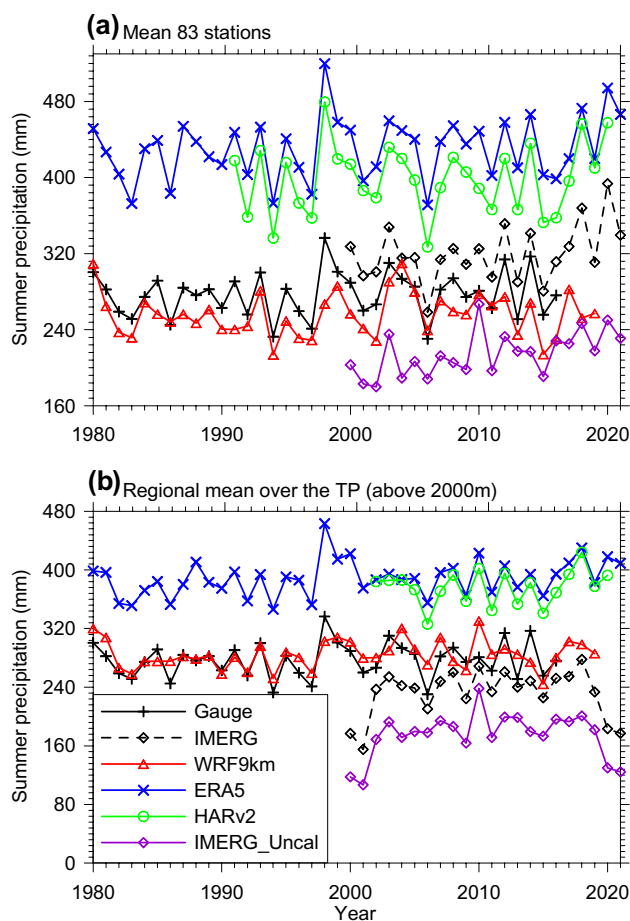 (a) Mean 83 stations
Summer precipitation (mm)
480
400
320
240
160
1980 1990 2000 2010 2020
(b) Regional mean over the TP (above 2000m)
Summer precipitation (mm)
480
400
320
240
160
80
0
Gauge
IMERG
WRF9km
ERA5
HARv2
IMERG_Uncal
1980 1990 2000 2010 2020
Year